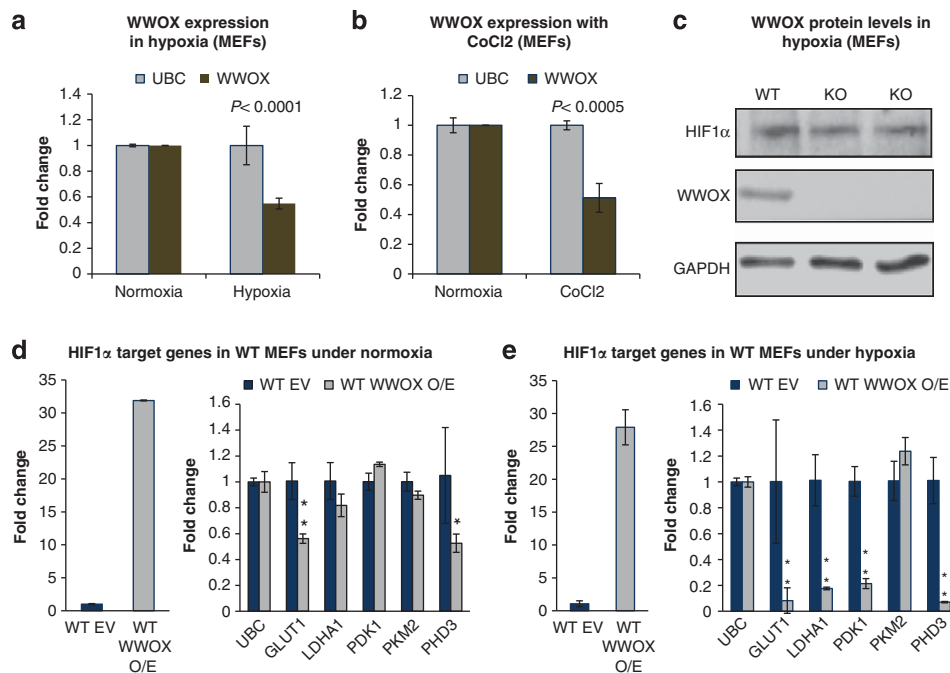 a
WWOX expression
in hypoxia (MEFs)
UBC WWOX
P< 0.0001
Fold change
1.4
1.2
1
0.8
0.6
0.4
0.2
0
Normoxia Hypoxia
b
WWOX expression with
CoCl2 (MEFs)
UBC WWOX
P< 0.0005
Fold change
1.2
1
0.8
0.6
0.4
0.2
0
Normoxia CoCl2
c
WWOX protein levels in
hypoxia (MEFs)
WT KO KO
HIF1α
WWOX
GAPDH
d
HIF1α target genes in WT MEFs under normoxia
Fold change
35
30
25
20
15
10
5
0
WT EV WT
WWOX
O/E
WT EV WT WWOX O/E
Fold change
1.6
1.4
1.2
1
0.8
0.6
0.4
0.2
0
* *
*
UBC GLUT1 LDHA1 PDK1 PKM2 PHD3
e
HIF1α target genes in WT MEFs under hypoxia
Fold change
35
30
25
20
15
10
5
0
WT EV WT
WWOX
O/E
WT EV WT WWOX O/E
Fold change
1.6
1.4
1.2
1
0.8
0.6
0.4
0.2
0
* *
* *
* *
* *
UBC GLUT1 LDHA1 PDK1 PKM2 PHD3